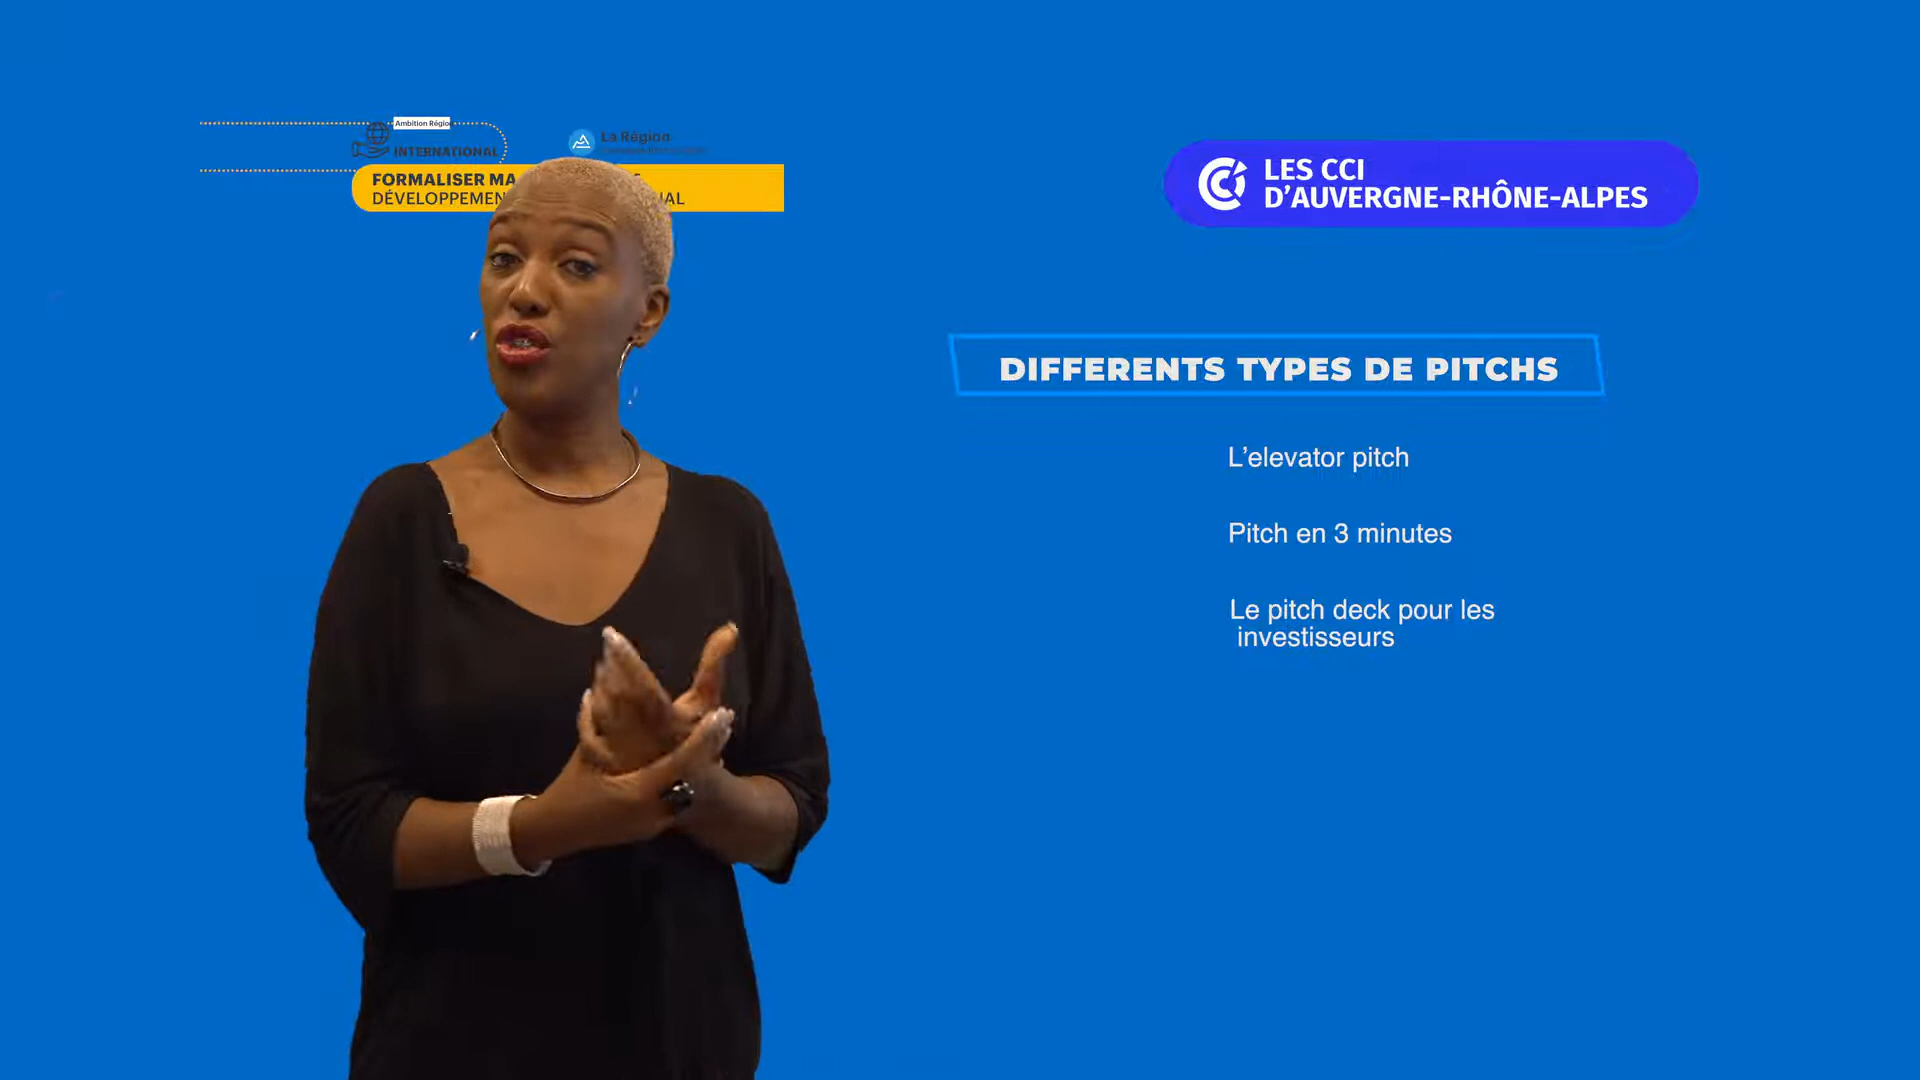 Ambition Région
INTERNATIONAL
La Région
FORMALISER MA
DÉVELOPPEMEN AL
LES CCI
D'AUVERGNE-RHÔNE-ALPES
DIFFERENTS TYPES DE PITCHS
L'elevator pitch
Pitch en 3 minutes
Le pitch deck pour les
investisseurs